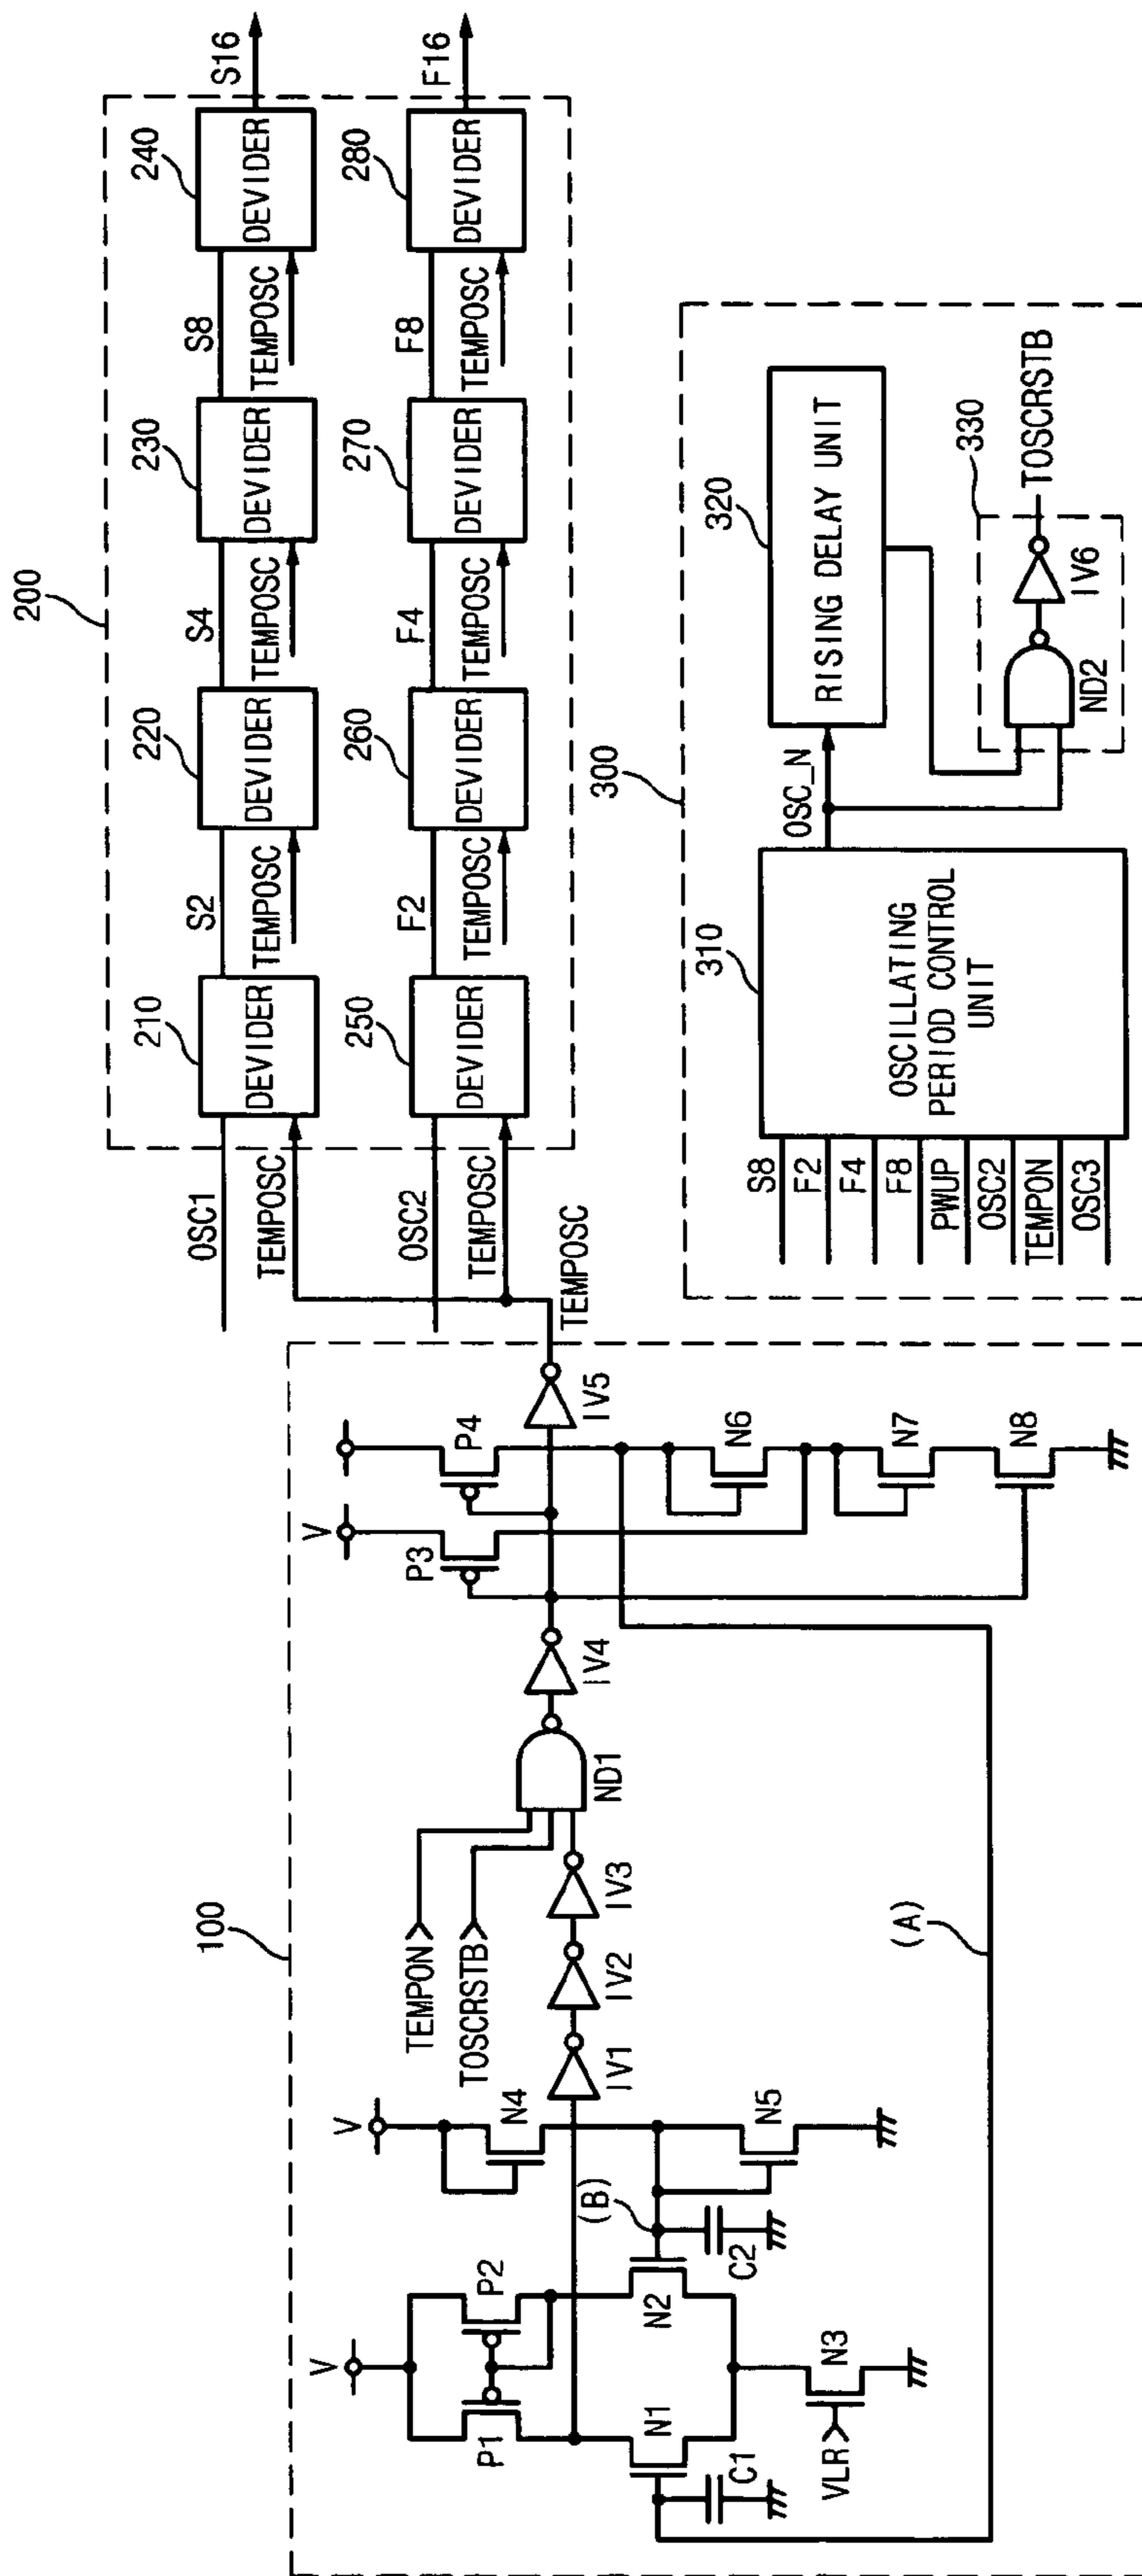 100
V
P1
P2
N1
N2
C1
C2
(B)
VLR
N3
V
N4
N5
TEMPON
TOSCRSTB
IV1
IV2
IV3
ND1
IV4
V
P3
P4
IV5
N6
N7
N8
(A)
TEMPOSC
200
OSC1
TEMPOSC
210
DEVIDER
S2
TEMPOSC
220
DEVIDER
S4
TEMPOSC
230
DEVIDER
S8
TEMPOSC
240
DEVIDER
S16
OSC2
TEMPOSC
250
DEVIDER
F2
TEMPOSC
260
DEVIDER
F4
TEMPOSC
270
DEVIDER
F8
TEMPOSC
280
DEVIDER
F16
300
S8
F2
F4
F8
PWUP
OSC2
TEMPON
OSC3
310
OSCILLATING
PERIOD CONTROL
UNIT
OSC_N
320
RISING DELAY UNIT
330
ND2
IV6
TOSCRSTB